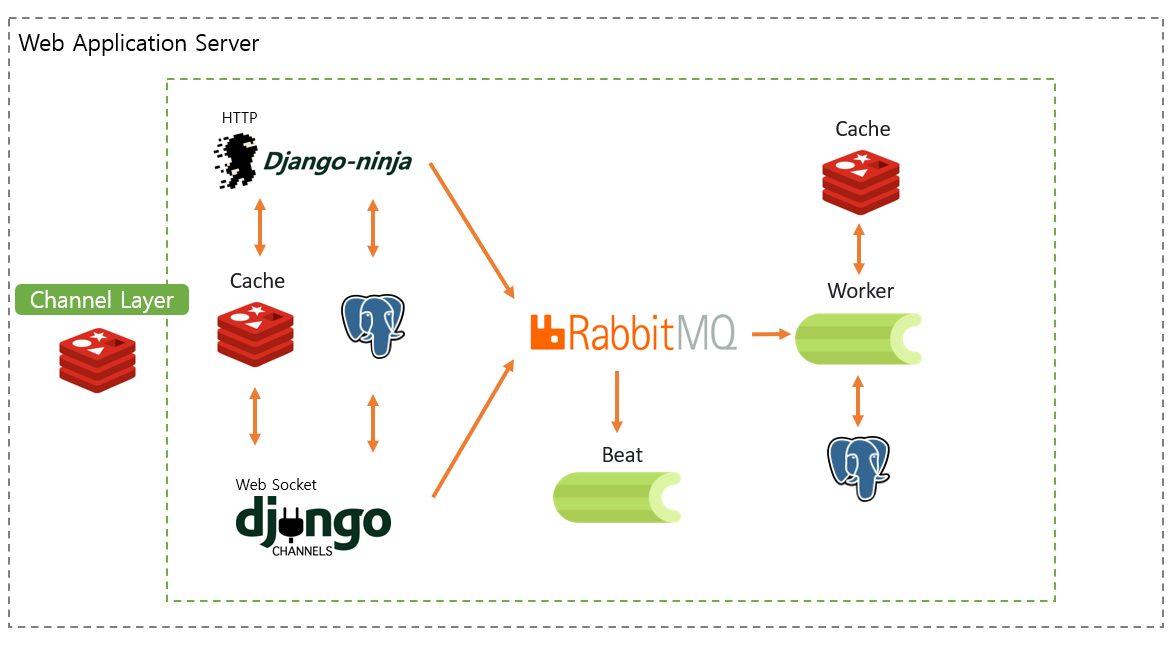 Web Application Server
HTTP
Django-ninja
Cache
Channel Layer
Cache
Worker
RabbitMQ
Beat
Web Socket
django
CHANNELS